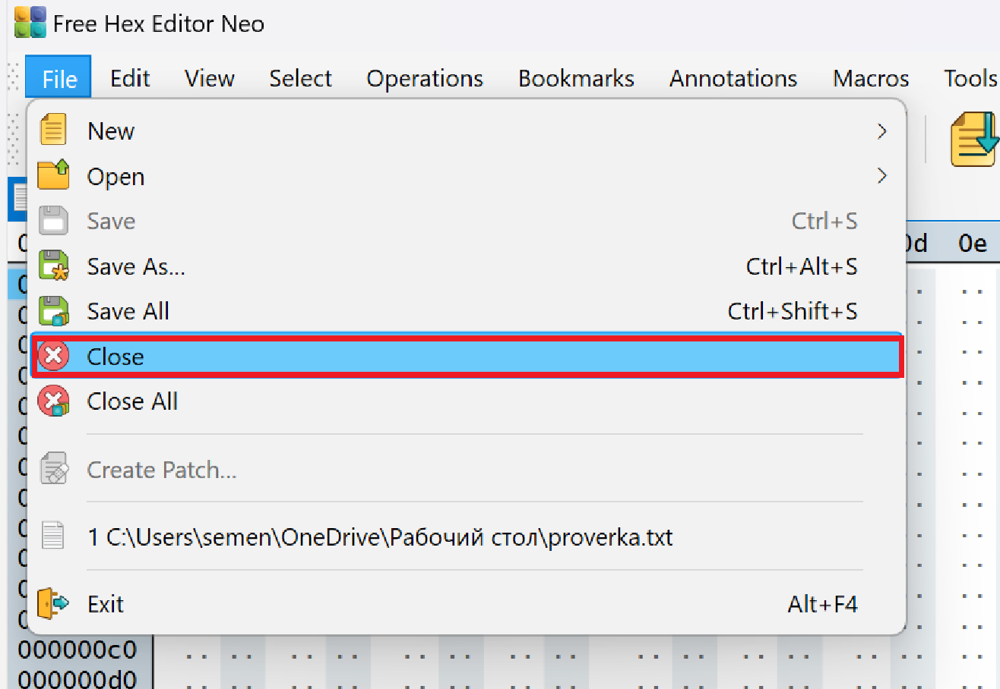 Free Hex Editor Neo
File Edit View Select Operations Bookmarks Annotations Macros Tools
New
Open
Save Ctrl+S
Save As... Ctrl+Alt+S
Save All Ctrl+Shift+S
Close
Close All
Create Patch...
1 C:\Users\semen\OneDrive\Рабочий стол\proverka.txt
Exit Alt+F4
0d 0e
000000c0
000000d0